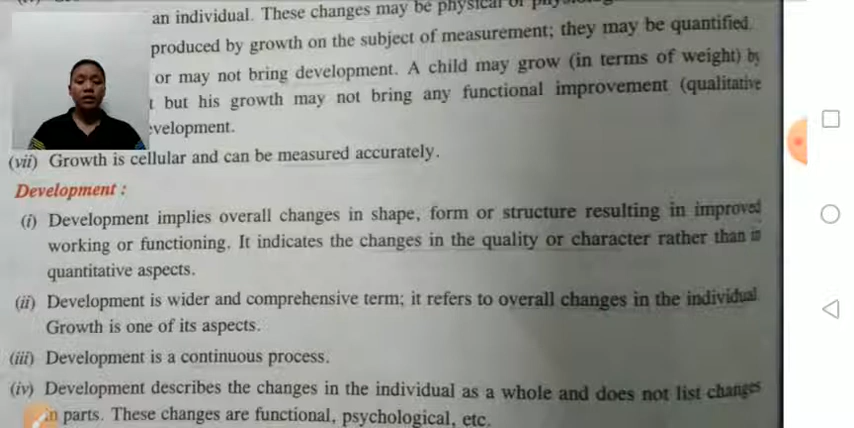 an individual. These changes may be physical or
produced by growth on the subject of measurement; they may be quantified.
or may not bring development. A child may grow (in terms of weight) by
t but his growth may not bring any functional improvement (qualitative
velopment.
(vii) Growth is cellular and can be measured accurately.
Development :
(i) Development implies overall changes in shape, form or structure resulting in improved
working or functioning. It indicates the changes in the quality or character rather than in
quantitative aspects.
(ii) Development is wider and comprehensive term; it refers to overall changes in the individual
Growth is one of its aspects.
(iii) Development is a continuous process.
(iv) Development describes the changes in the individual as a whole and does not list changes
in parts. These changes are functional, psychological, etc.